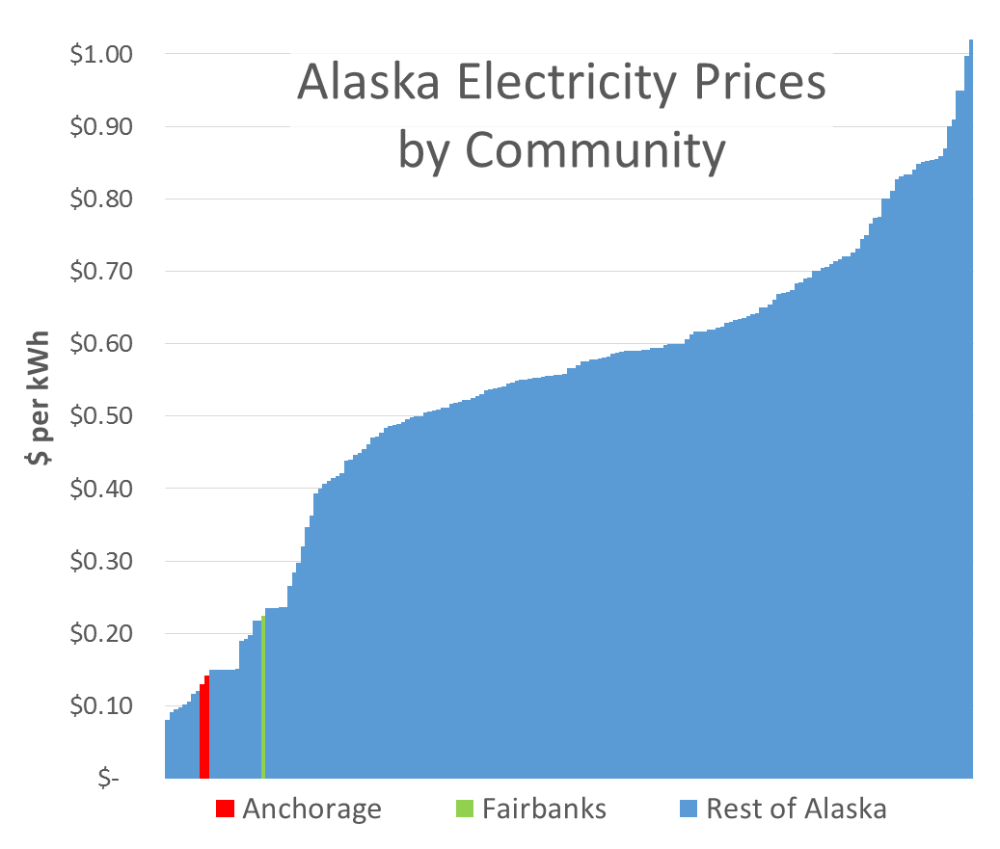 Alaska Electricity Prices
by Community
$ per kWh
$1.00
$0.90
$0.80
$0.70
$0.60
$0.50
$0.40
$0.30
$0.20
$0.10
$-
Anchorage
Fairbanks
Rest of Alaska